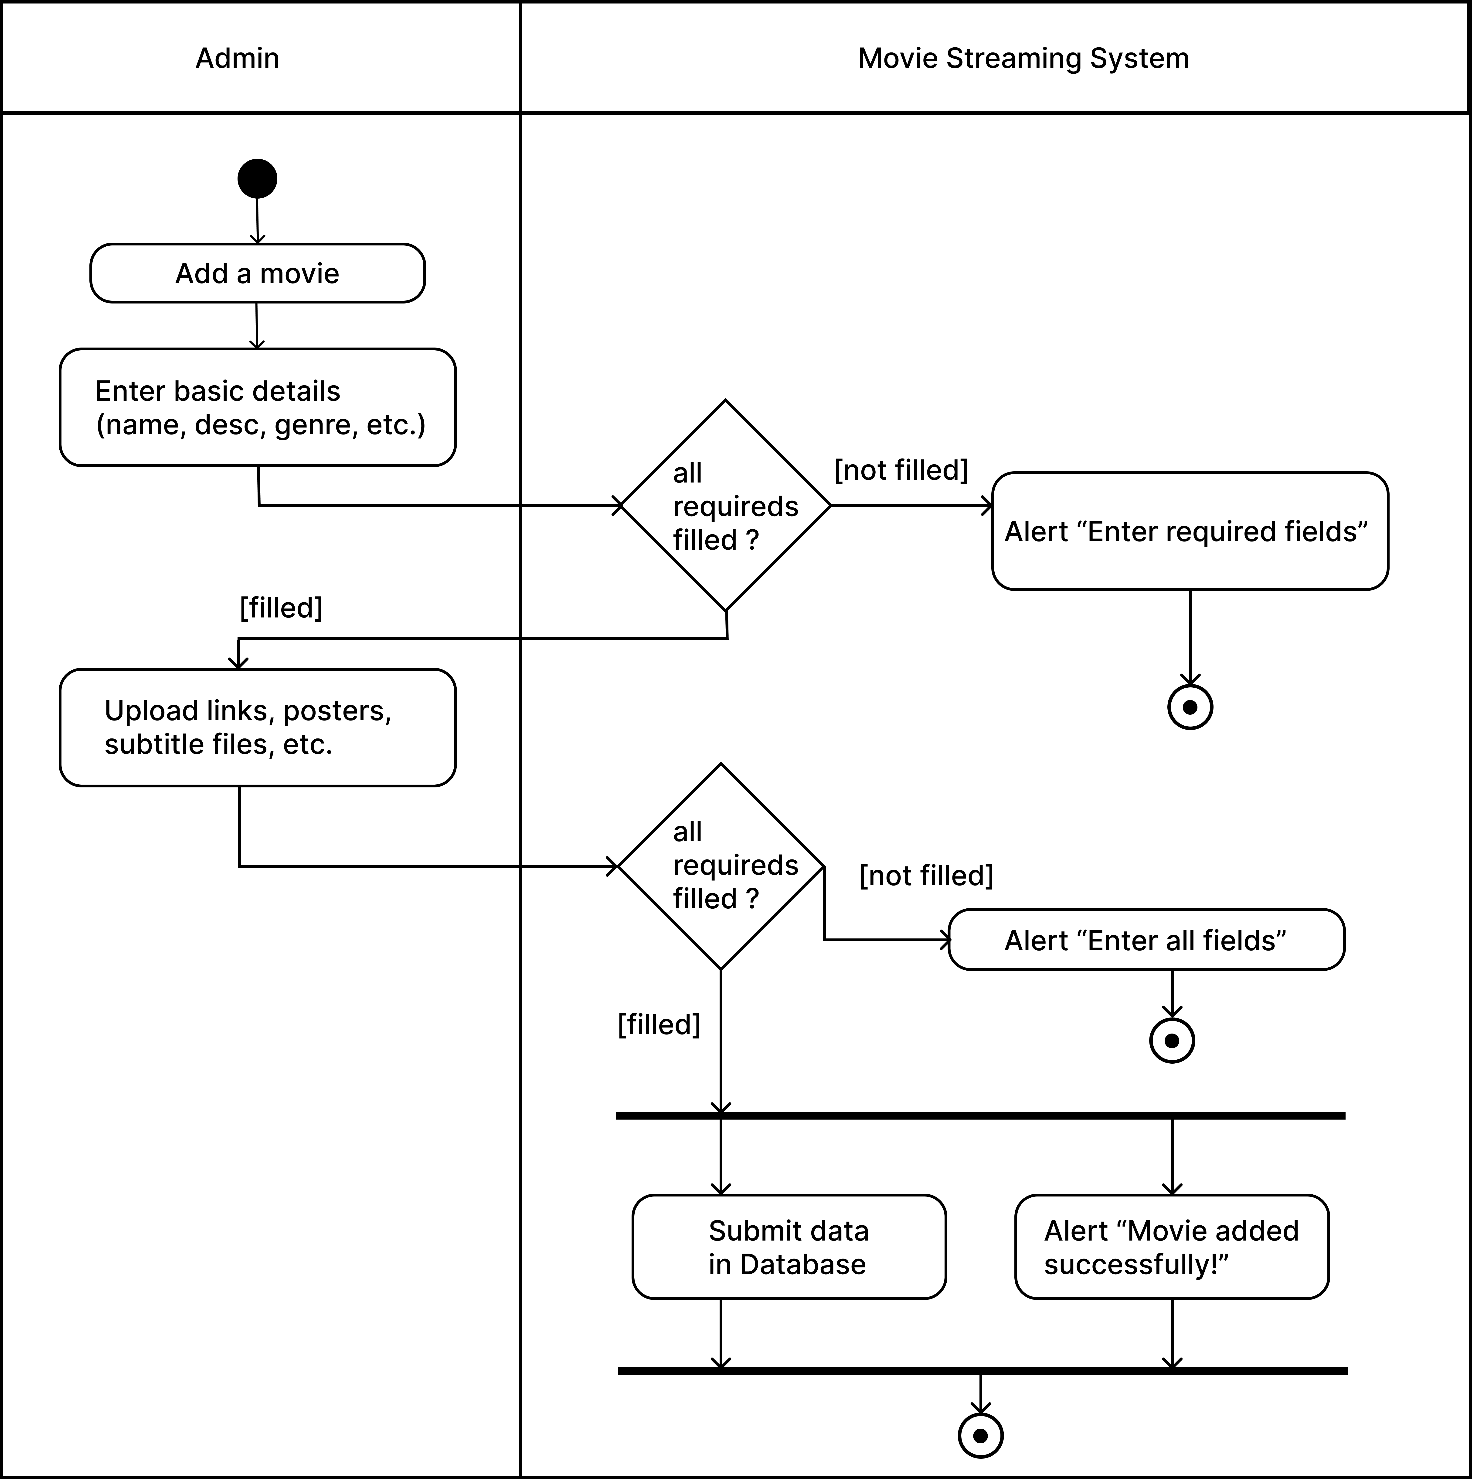 Admin
Movie Streaming System
Add a movie
Enter basic details
(name, desc, genre, etc.)
all
requireds
filled ?
[not filled]
Alert “Enter required fields”
[filled]
Upload links, posters,
subtitle files, etc.
all
requireds
filled ?
[not filled]
Alert “Enter all fields”
[filled]
Submit data
in Database
Alert “Movie added
successfully!”